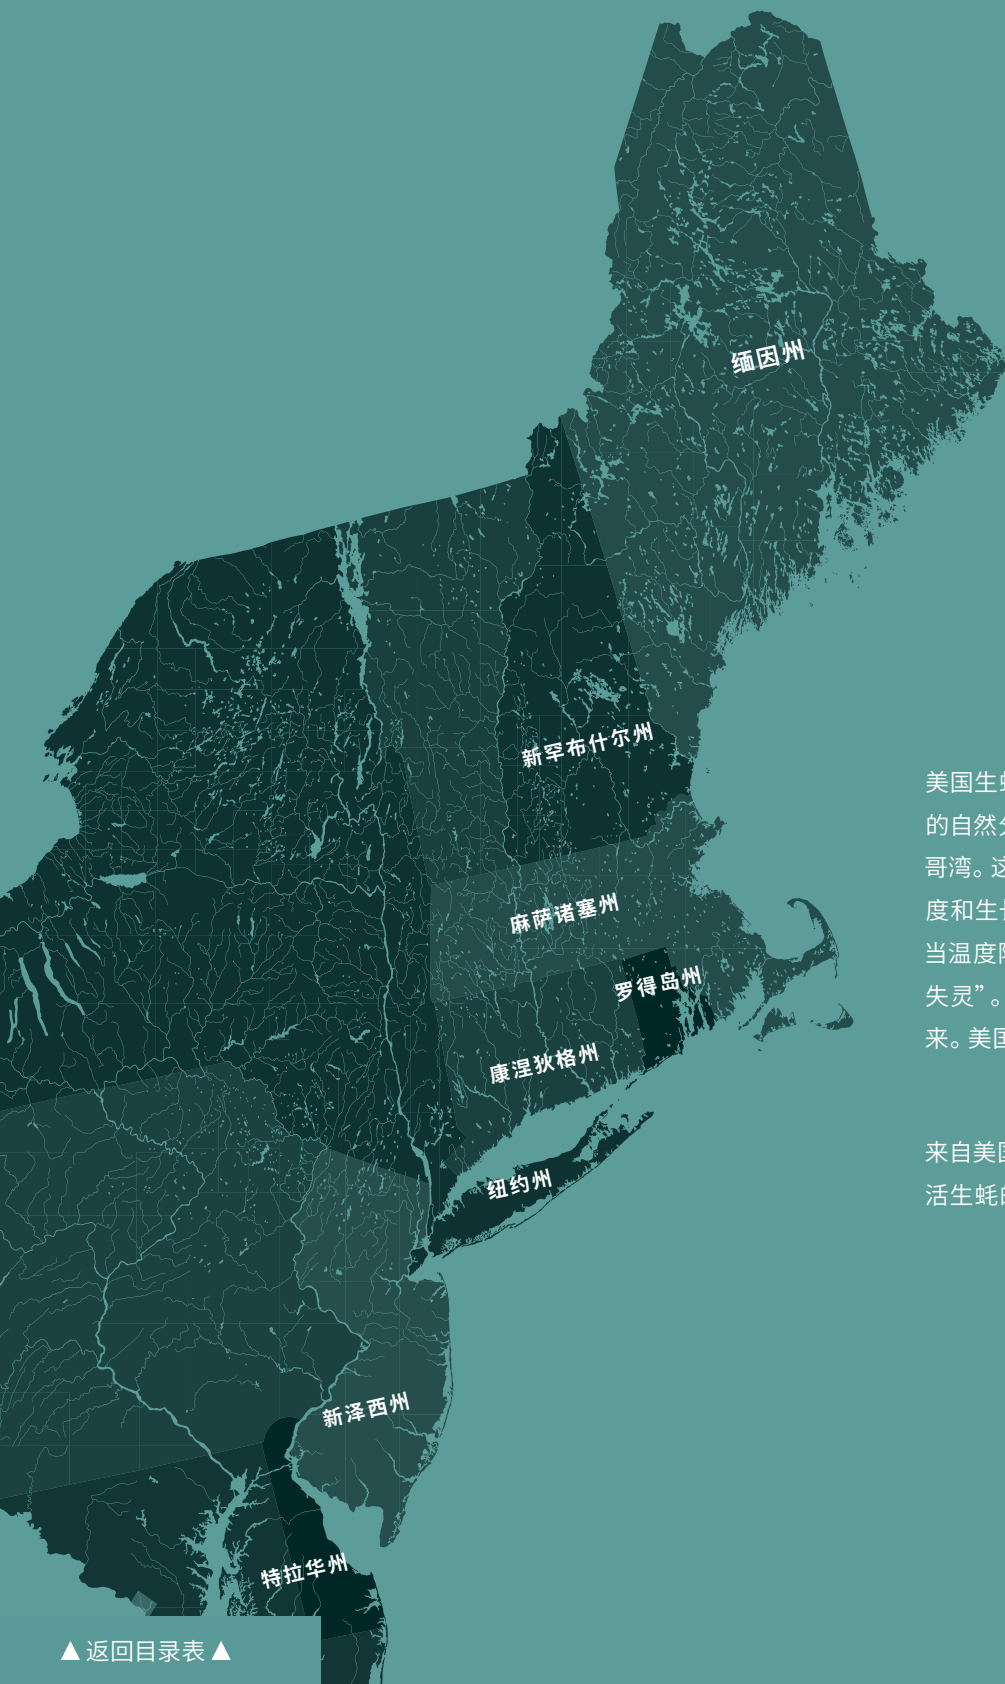 缅因州
新罕布什尔州
美国生
的自然
哥湾。这
麻萨诸塞州
度和生
当温度
罗得岛州
失灵”。
来。美国
康涅狄格州
来自美国
纽约州
活生蚝
新泽西州
特拉华州
▲ 返回目录表 ▲